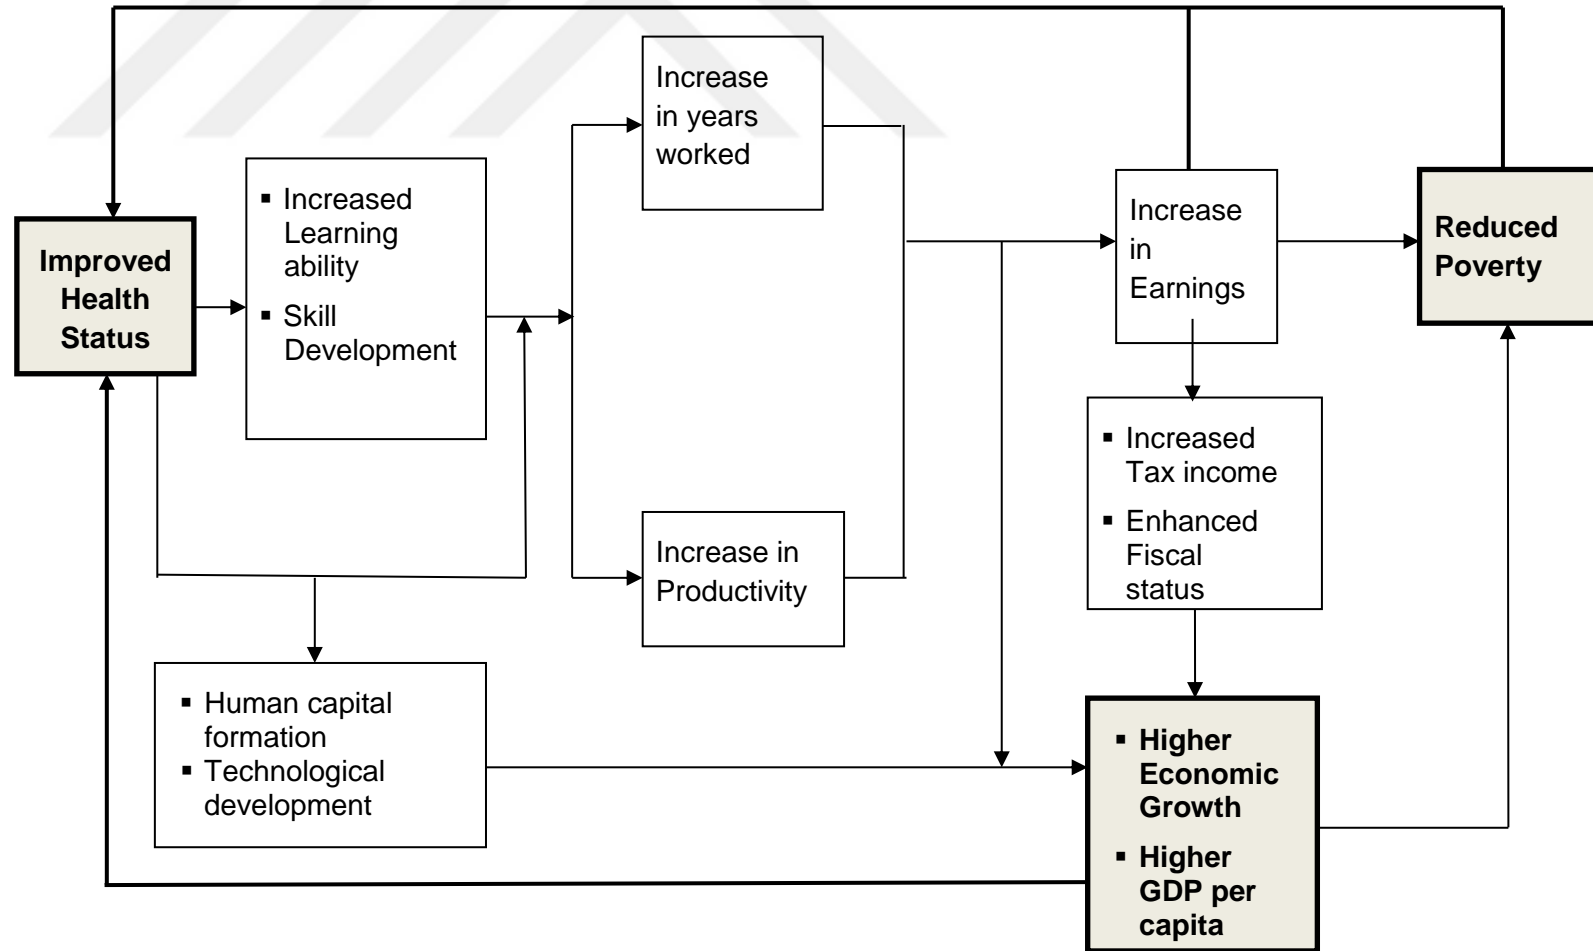 Improved
Health
Status
▪ Increased
Learning
ability
▪ Skill
Development
Increase
in years
worked
Increase in
Productivity
▪ Human capital
formation
▪ Technological
development
Increase
in
Earnings
Reduced
Poverty
▪ Increased
Tax income
▪ Enhanced
Fiscal
status
▪ Higher
Economic
Growth
▪ Higher
GDP per
capita